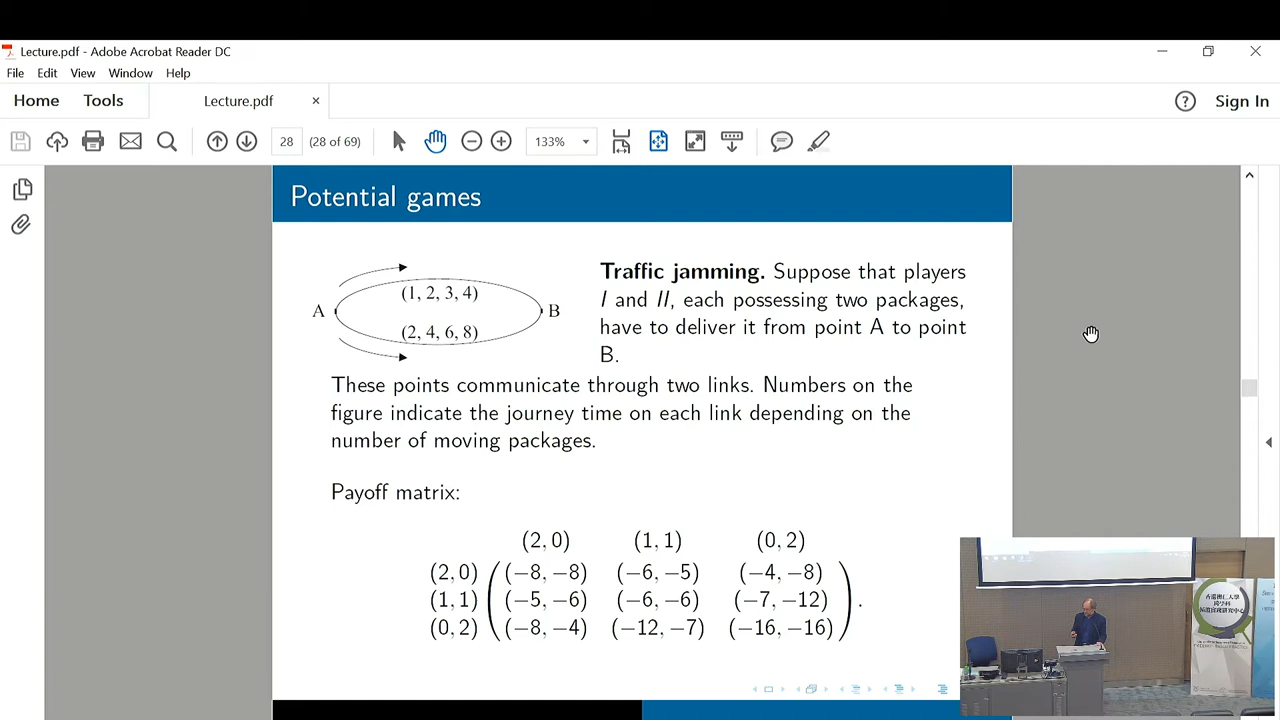 Lecture.pdf - Adobe Acrobat Reader DC
File Edit View Window Help
Home Tools Lecture.pdf × ? Sign In
28 (28 of 69) 133%
Potential games
A (1, 2, 3, 4) B
(2, 4, 6, 8)
Traffic jamming. Suppose that players
I and II, each possessing two packages,
have to deliver it from point A to point
B.
These points communicate through two links. Numbers on the
figure indicate the journey time on each link depending on the
number of moving packages.
Payoff matrix:
(2, 0) (1, 1) (0, 2)
(2, 0) (−8, −8) (−6, −5) (−4, −8)
(1, 1) (−5, −6) (−6, −6) (−7, −12) .
(0, 2) (−8, −4) (−12, −7) (−16, −16)